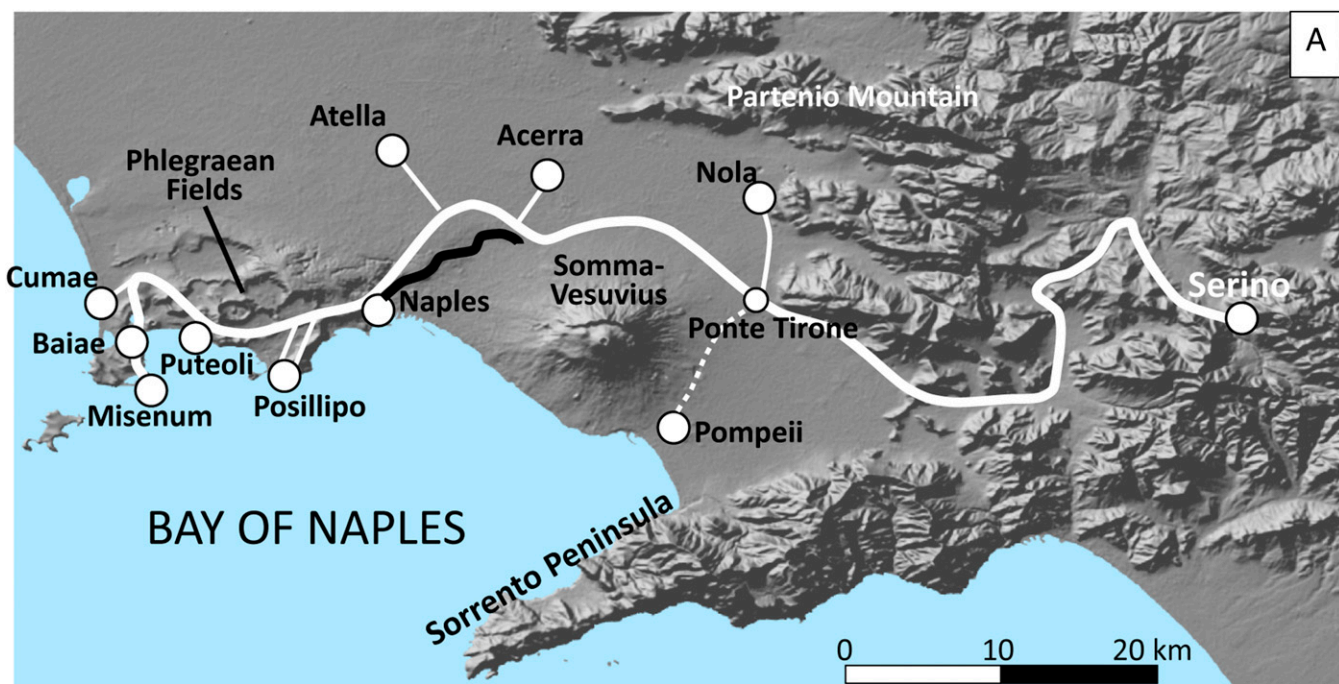 A
Partenio Mountain
Atella
Acerra
Phlegraean
Fields
Nola
Cumae
Somma-
Vesuvius
Serino
Naples
Ponte Tirone
Baiae
Puteoli
Misenum
Posillipo
Pompeii
BAY OF NAPLES
Sorrento Peninsula
0 10 20 km